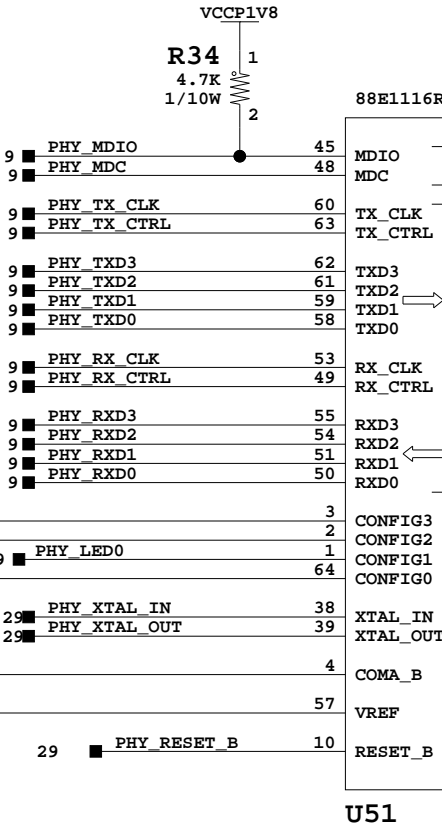 VCCP1V8
R34 1
4.7K
1/10W
2
88E1116R
9 PHY_MDIO 45 MDIO
9 PHY_MDC 48 MDC
9 PHY_TX_CLK 60 TX_CLK
9 PHY_TX_CTRL 63 TX_CTRL
9 PHY_TXD3 62 TXD3
9 PHY_TXD2 61 TXD2
9 PHY_TXD1 59 TXD1
9 PHY_TXD0 58 TXD0
9 PHY_RX_CLK 53 RX_CLK
9 PHY_RX_CTRL 49 RX_CTRL
9 PHY_RXD3 55 RXD3
9 PHY_RXD2 54 RXD2
9 PHY_RXD1 51 RXD1
9 PHY_RXD0 50 RXD0
3 CONFIG3
2 CONFIG2
9 PHY_LED0 1 CONFIG1
64 CONFIG0
29 PHY_XTAL_IN 38 XTAL_IN
29 PHY_XTAL_OUT 39 XTAL_OUT
4 COMA_B
57 VREF
29 PHY_RESET_B 10 RESET_B
U51